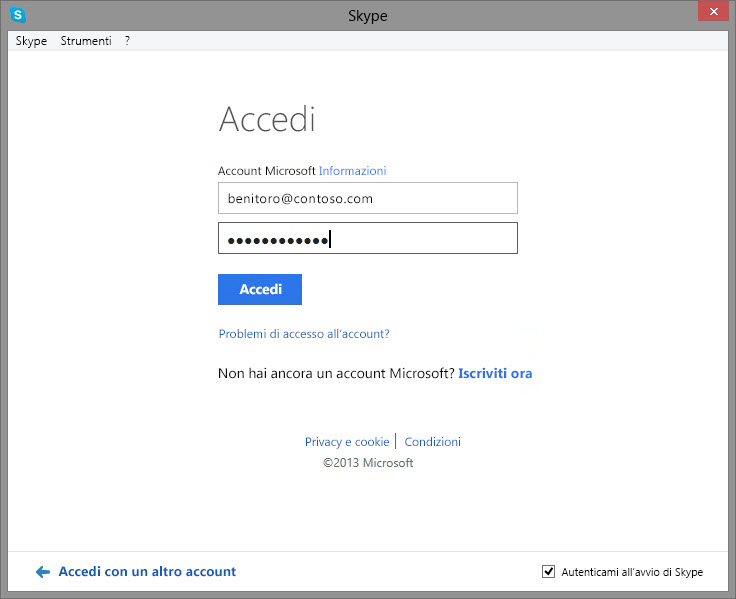 Skype
Skype Strumenti ?
Accedi
Account Microsoft Informazioni
benitoro@contoso.com
●●●●●●●●●●●●
Accedi
Problemi di accesso all'account?
Non hai ancora un account Microsoft? Iscriviti ora
Privacy e cookie | Condizioni
©2013 Microsoft
Accedi con un altro account
Autenticami all'avvio di Skype